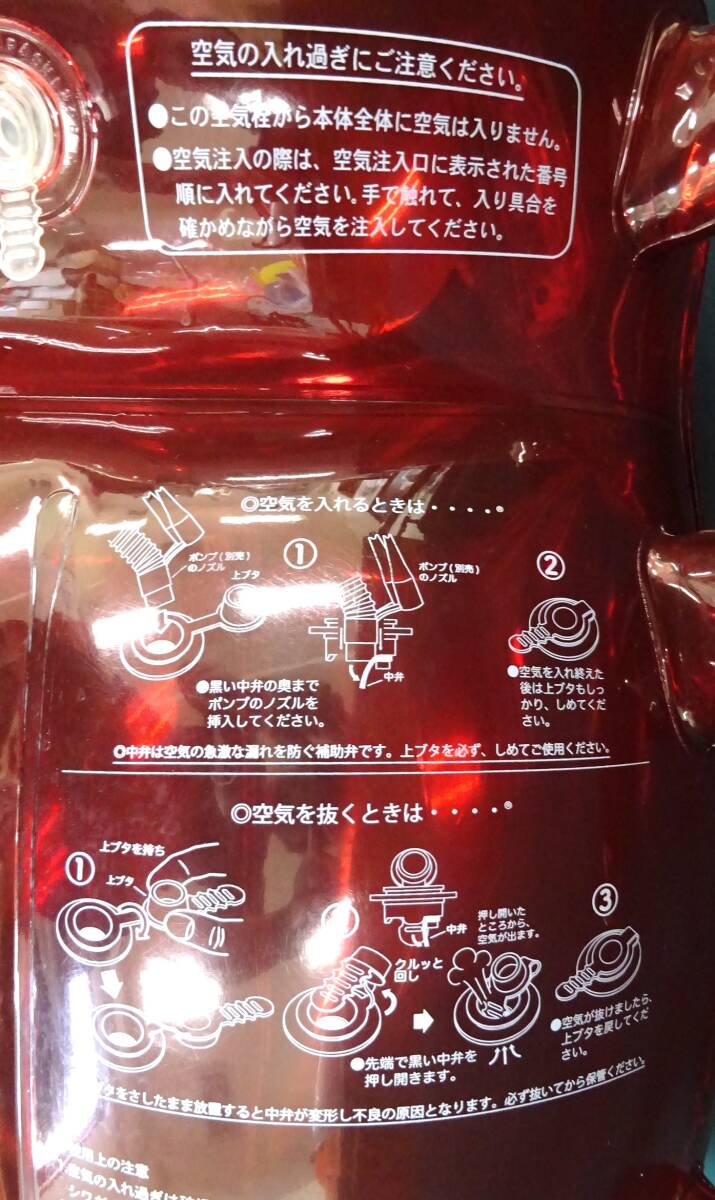 空気の入れ過ぎにご注意ください。
●この空気栓から本体全体に空気は入りません。
●空気注入の際は、空気注入口に表示された番号
順に入れてください。手で触れて、入り具合を
確かめながら空気を注入してください。
◎空気を入れるときは・・・・。
①
ポンプ(別売)
のノズル
上ブタ
ポンプ(別売)
のノズル
中弁
●黒い中弁の奥まで
ポンプのノズルを
挿入してください。
②
●空気を入れ終えた
後は上ブタもしっ
かり、しめてくだ
さい。
◎中弁は空気の急激な漏れを防ぐ補助弁です。上ブタを必ず、しめてご使用ください。
◎空気を抜くときは・・・・®
①
上ブタを持ち
上ブタ
中弁
クルッと
回し
押し開いた
ところから、
空気が出ます。
●先端で黒い中弁を
押し開きます。
③
●空気が抜けましたら、
上ブタを戻してくだ
さい。
タをさしたまま放置すると中弁が変形し不良の原因となります。必ず抜いてから保管ください。
用上の注意
空気の入れ過ぎは